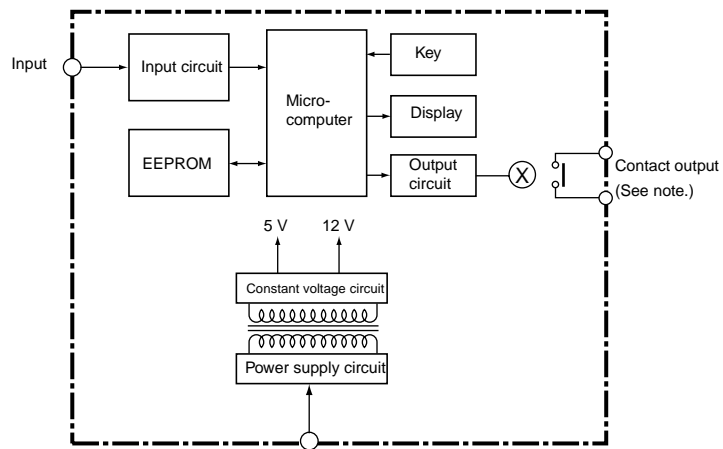 Input
Input circuit
Key
Micro-
computer
Display
EEPROM
Output
circuit
X
Contact output
(See note.)
5 V
12 V
Constant voltage circuit
Power supply circuit